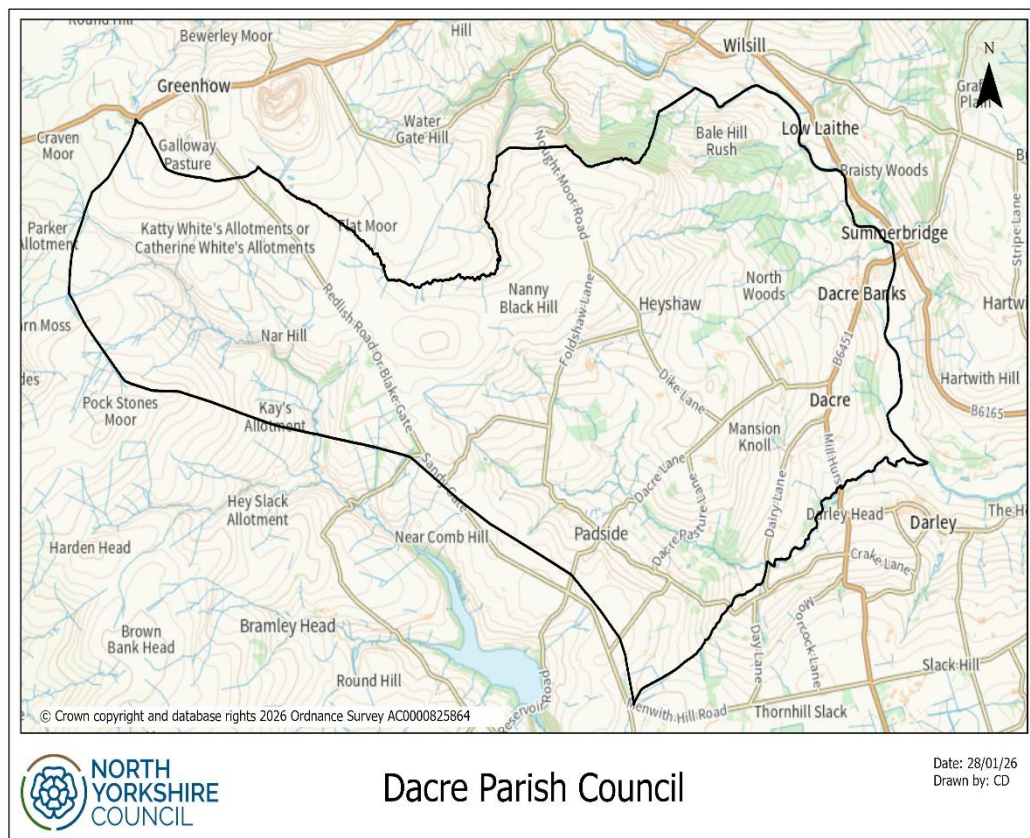 Round Hill
Bewerley Moor
Hill
Wilsill
N
Greenhow
Water
Gate Hill
Craven
Moor
Galloway
Pasture
Nought Moor Road
Bale Hill
Rush
Low Laithe
Braisty Woods
Parker
Allotment
Katty White's Allotments or
Catherine White's Allotments
Flat Moor
Summerbridge
Stripe Lane
Redlish Road Or Blake Gate
Nanny
Black Hill
Heyshaw
North
Woods
Dacre Banks
Foldshaw Lane
B6451
Nar Hill
Hartwith Hill
B6165
Pock Stones
Moor
Kay's
Allotment
Dike Lane
Dacre
Mansion
Knoll
Mill Hurst
Sandy Gate
Dacre Lane
Dacre Pasture Lane
Dairy Lane
Hey Slack
Allotment
Harden Head
Near Comb Hill
Padside
Darley Head
Darley
Crake Lane
Brown
Bank Head
Bramley Head
Day Lane
Morcock Lane
Slack Hill
Round Hill
Reservoir Road
Menwith Hill Road
Thornhill Slack
© Crown copyright and database rights 2026 Ordnance Survey AC0000825864
NORTH
YORKSHIRE
COUNCIL
Dacre Parish Council
Date: 28/01/26
Drawn by: CD